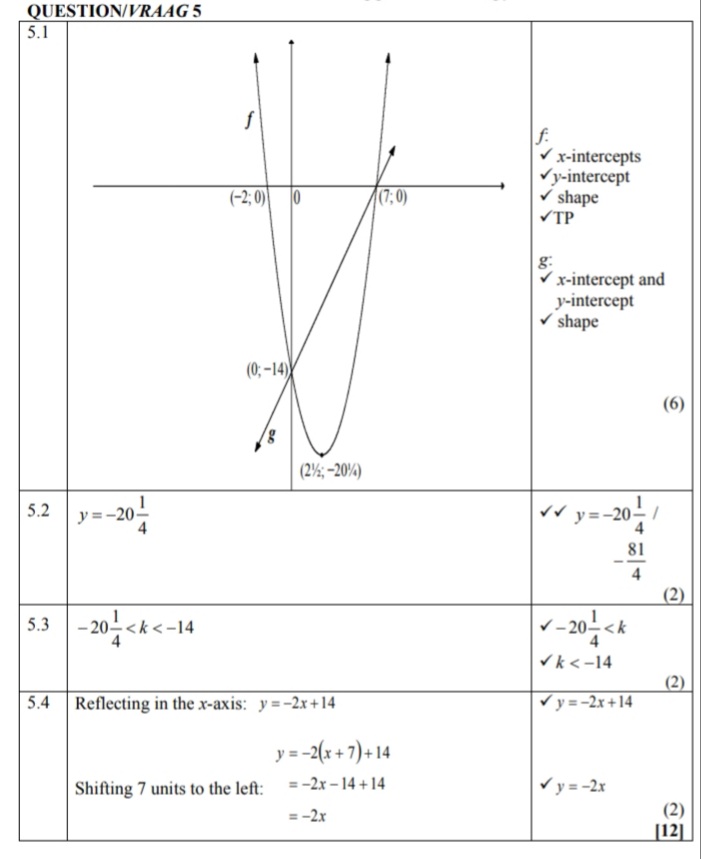 QUESTION/VRAAG 5
5.1
f
(−2; 0)
0
(7; 0)
(0; −14)
g
(2½; −20¼)
f:
✓ x-intercepts
✓ y-intercept
✓ shape
✓ TP
g:
✓ x-intercept and
y-intercept
✓ shape
(6)
5.2
y = −20 1/4
✓✓ y = −20 1/4 /
− 81/4
(2)
5.3
−20 1/4 < k < −14
✓ −20 1/4 < k
✓ k < −14
(2)
5.4
Reflecting in the x-axis: y = −2x + 14
✓ y = −2x + 14
y = −2(x + 7) + 14
Shifting 7 units to the left: = −2x − 14 + 14
✓ y = −2x
= −2x
(2)
[12]